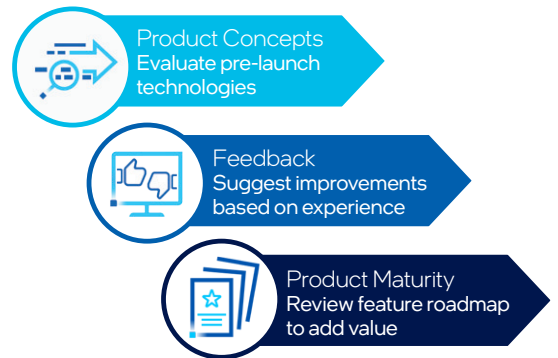 Product Concepts
Evaluate pre-launch
technologies
Feedback
Suggest improvements
based on experience
Product Maturity
Review feature roadmap
to add value